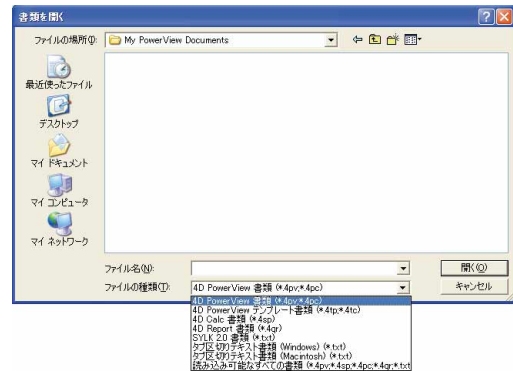 書類を開く
ファイルの場所(I):
My PowerView Documents
最近使ったファイル
デスクトップ
マイ ドキュメント
マイ コンピュータ
マイ ネットワーク
ファイル名(N):
開く(O)
ファイルの種類(T):
4D PowerView 書類 (*.4pv;*.4pc)
キャンセル
4D PowerView 書類 (*.4pv;*.4pc)
4D PowerView テンプレート書類 (*.4tp;*.4tc)
4D Calc 書類 (*.4sp)
4D Report 書類 (*.4qr)
SYLK 2.0 書類 (*.txt)
タブ区切りテキスト書類 (Windows) (*.txt)
タブ区切りテキスト書類 (Macintosh) (*.txt)
読み込み可能なすべての書類 (*.4pv;*.4sp;*.4pc;*.4qr;*.txt